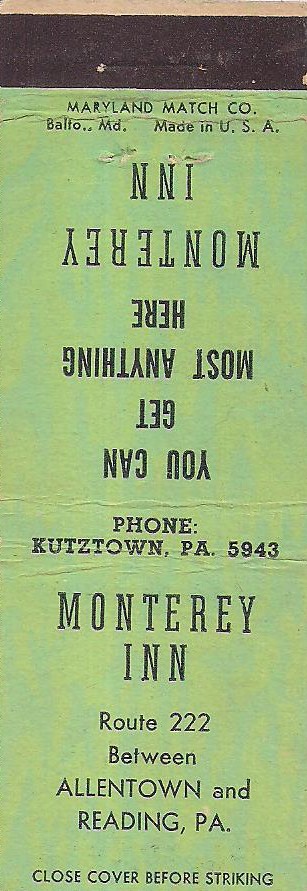 MARYLAND MATCH CO.
Balto., Md. Made in U. S. A.
YOU CAN
GET
MOST ANYTHING
HERE
MONTEREY
INN
PHONE:
KUTZTOWN, PA. 5943
MONTEREY
INN
Route 222
Between
ALLENTOWN and
READING, PA.
CLOSE COVER BEFORE STRIKING